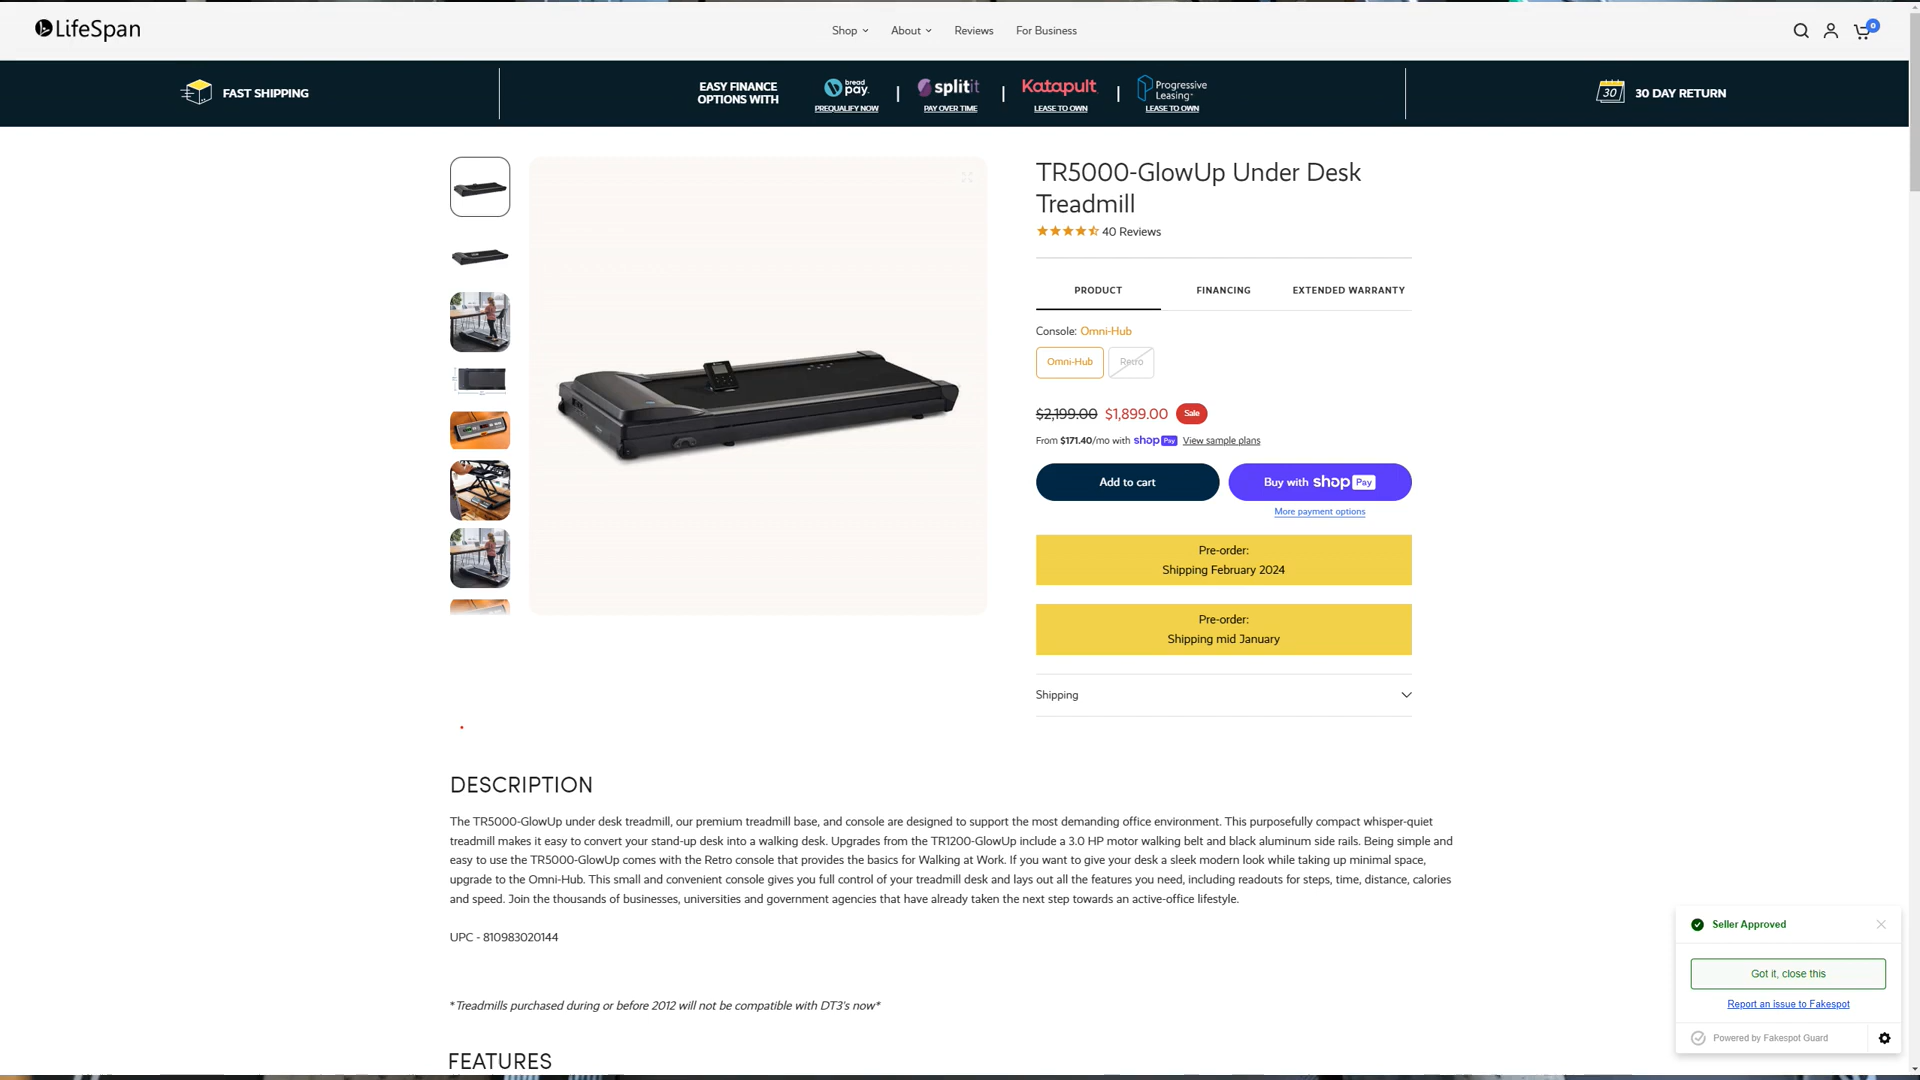 LifeSpan
Shop
About
Reviews
For Business
0
FAST SHIPPING
EASY FINANCE
OPTIONS WITH
bread
pay.
PREQUALIFY NOW
splitit
PAY OVER TIME
Katapult
LEASE TO OWN
Progressive
Leasing
LEASE TO OWN
30
30 DAY RETURN
TR5000-GlowUp Under Desk
Treadmill
40 Reviews
PRODUCT
FINANCING
EXTENDED WARRANTY
Console: Omni-Hub
Omni-Hub
Retro
$2,199.00 $1,899.00 Sale
From $171.40/mo with shop Pay View sample plans
Add to cart
Buy with shop Pay
More payment options
Pre-order:
Shipping February 2024
Pre-order:
Shipping mid January
Shipping
DESCRIPTION
The TR5000-GlowUp under desk treadmill, our premium treadmill base, and console are designed to support the most demanding office environment. This purposefully compact whisper-quiet
treadmill makes it easy to convert your stand-up desk into a walking desk. Upgrades from the TR1200-GlowUp include a 3.0 HP motor walking belt and black aluminum side rails. Being simple and
easy to use the TR5000-GlowUp comes with the Retro console that provides the basics for Walking at Work. If you want to give your desk a sleek modern look while taking up minimal space,
upgrade to the Omni-Hub. This small and convenient console gives you full control of your treadmill desk and lays out all the features you need, including readouts for steps, time, distance, calories
and speed. Join the thousands of businesses, universities and government agencies that have already taken the next step towards an active-office lifestyle.
UPC - 810983020144
*Treadmills purchased during or before 2012 will not be compatible with DT3's now*
FEATURES
Seller Approved
Got it, close this
Report an issue to Fakespot
Powered by Fakespot Guard